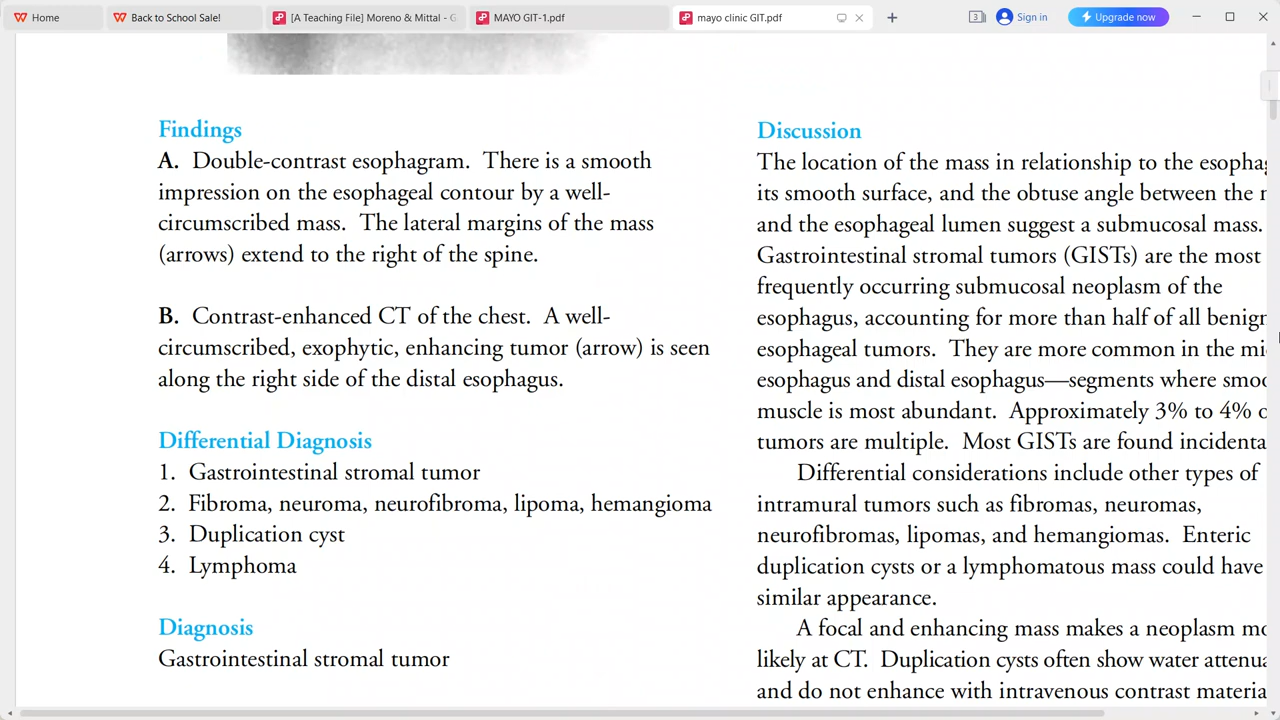 Home
Back to School Sale!
[A Teaching File] Moreno & Mittal - G
MAYO GIT-1.pdf
mayo clinic GIT.pdf
3
Sign in
Upgrade now
Findings
A. Double-contrast esophagram. There is a smooth
impression on the esophageal contour by a well-
circumscribed mass. The lateral margins of the mass
(arrows) extend to the right of the spine.
B. Contrast-enhanced CT of the chest. A well-
circumscribed, exophytic, enhancing tumor (arrow) is seen
along the right side of the distal esophagus.
Differential Diagnosis
1. Gastrointestinal stromal tumor
2. Fibroma, neuroma, neurofibroma, lipoma, hemangioma
3. Duplication cyst
4. Lymphoma
Diagnosis
Gastrointestinal stromal tumor
Discussion
The location of the mass in relationship to the esophag
its smooth surface, and the obtuse angle between the
and the esophageal lumen suggest a submucosal mass.
Gastrointestinal stromal tumors (GISTs) are the most
frequently occurring submucosal neoplasm of the
esophagus, accounting for more than half of all benign
esophageal tumors. They are more common in the mi
esophagus and distal esophagus—segments where smoo
muscle is most abundant. Approximately 3% to 4% o
tumors are multiple. Most GISTs are found incidenta
Differential considerations include other types of
intramural tumors such as fibromas, neuromas,
neurofibromas, lipomas, and hemangiomas. Enteric
duplication cysts or a lymphomatous mass could have
similar appearance.
A focal and enhancing mass makes a neoplasm mo
likely at CT. Duplication cysts often show water attenua
and do not enhance with intravenous contrast materia